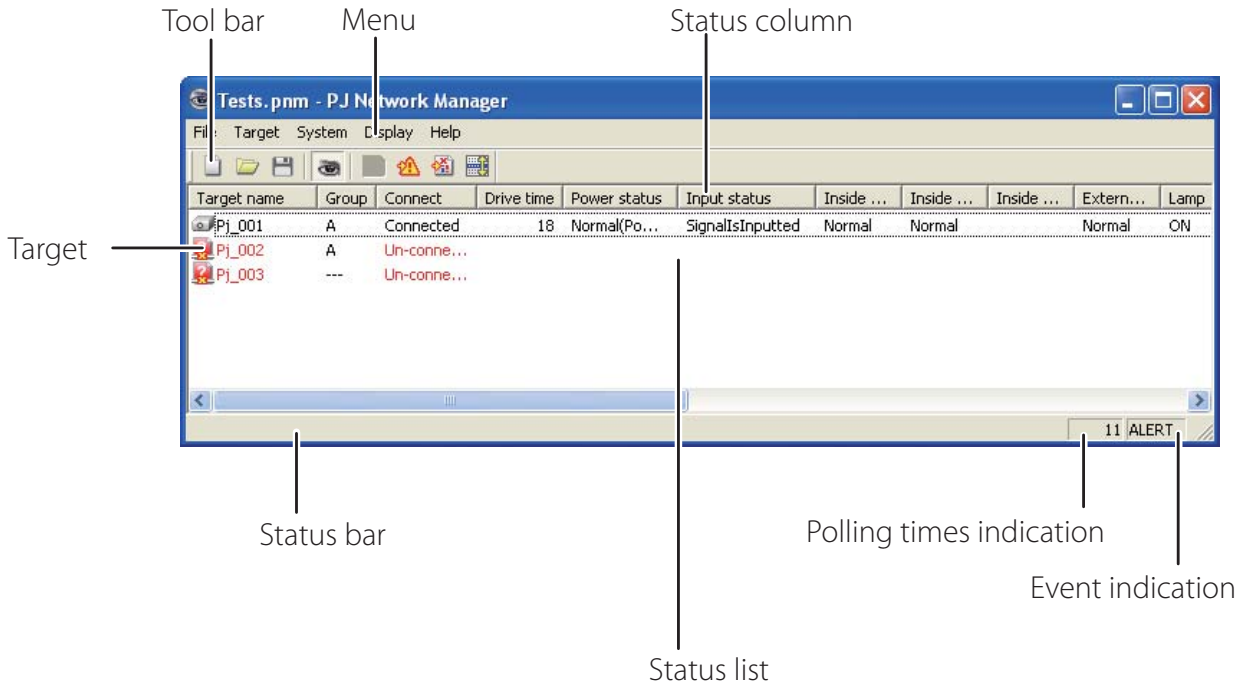 Tool bar
Menu
Status column
Tests.pnm - PJ Network Manager
File Target System Display Help
Target name Group Connect Drive time Power status Input status Inside ... Inside ... Inside ... Extern... Lamp
Pj_001 A Connected 18 Normal(Po... SignalIsInputted Normal Normal Normal ON
Target
Pj_002 A Un-conne...
Pj_003 --- Un-conne...
11 ALERT
Status bar
Polling times indication
Event indication
Status list